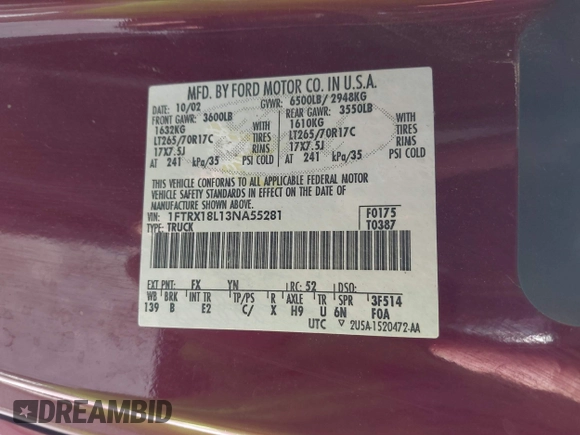 MFD. BY FORD MOTOR CO. IN U.S.A.
DATE: 10/02 GVWR: 6500LB/ 2948KG
FRONT GAWR: 3600LB REAR GAWR: 3550LB
1632KG WITH 1610KG WITH
LT265/70R17C TIRES LT265/70R17C TIRES
17X7.5J RIMS 17X7.5J RIMS
AT 241 kPa/35 PSI COLD AT 241 kPa/35 PSI COLD
THIS VEHICLE CONFORMS TO ALL APPLICABLE FEDERAL MOTOR
VEHICLE SAFETY STANDARDS IN EFFECT ON THE DATE OF
MANUFACTURE SHOWN ABOVE.
VIN: 1FTRX18L13NA55281 F0175
TYPE: TRUCK T0387
EXT PNT: FX YN RC: 52 DSO:
WB BRK INT TR TP/PS R AXLE TR SPR 3F514
139 B E2 C/ X H9 U 6N F0A
UTC ▽ 2U5A-1520472-AA
DREAMBID